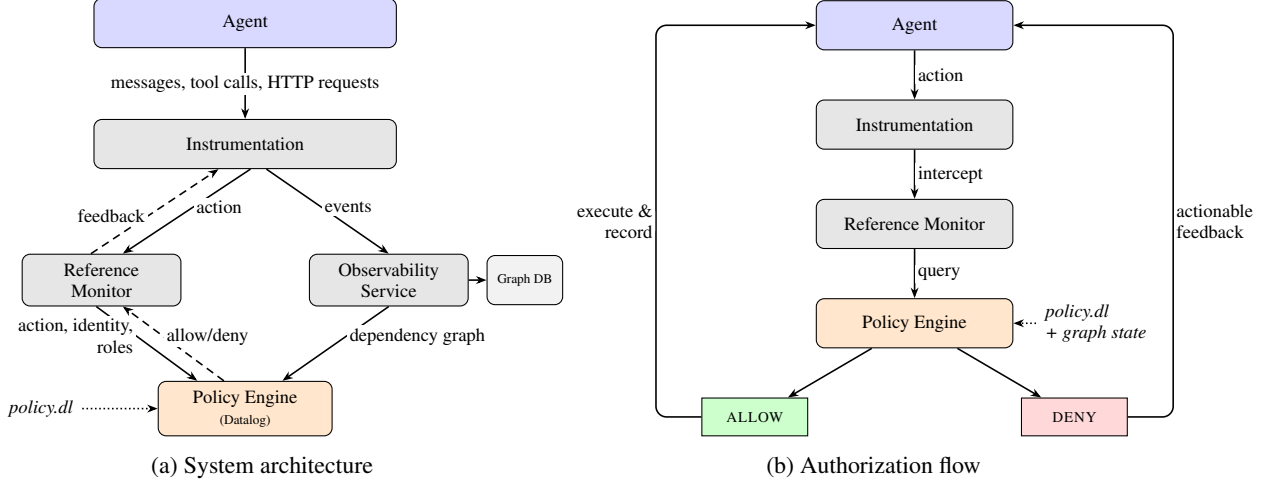 Agent
messages, tool calls, HTTP requests
Instrumentation
feedback
action
events
Reference
Monitor
Observability
Service
Graph DB
action, identity,
roles
allow/deny
dependency graph
policy.dl
Policy Engine
(Datalog)
(a) System architecture
Agent
action
Instrumentation
intercept
execute &
record
Reference Monitor
actionable
feedback
query
Policy Engine
policy.dl
+ graph state
ALLOW
DENY
(b) Authorization flow